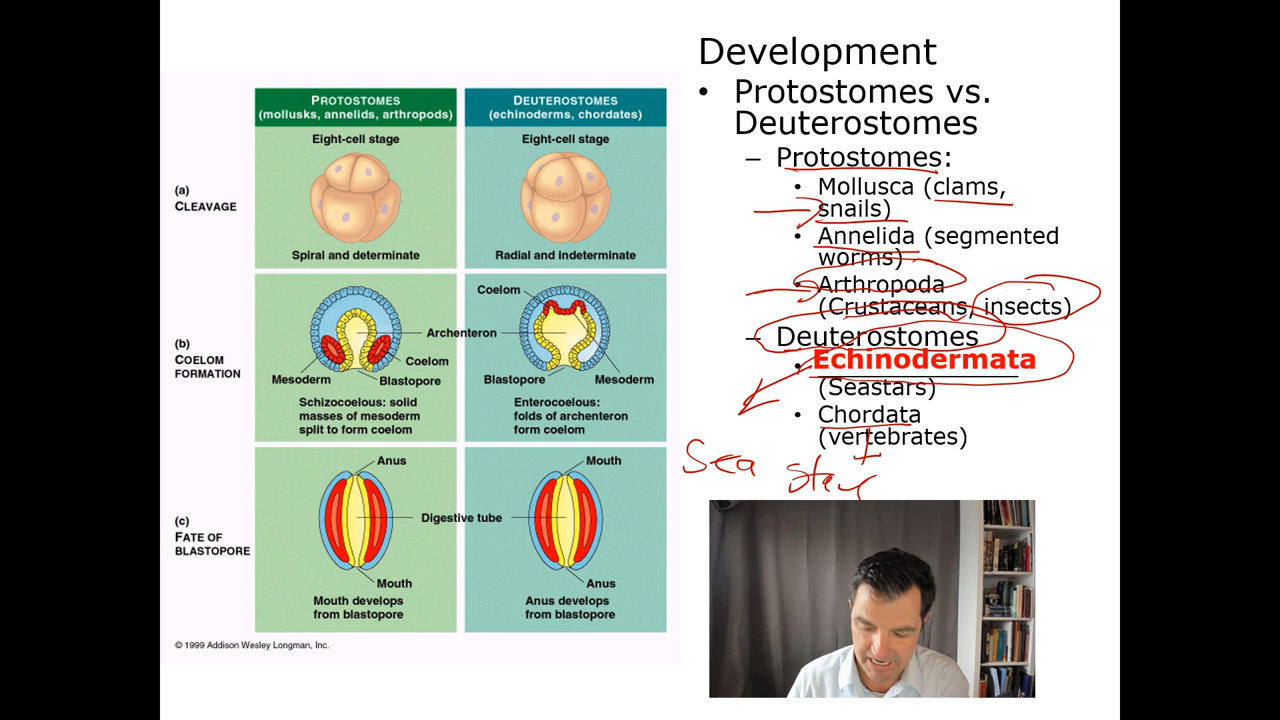 Development
• Protostomes vs.
Deuterostomes
– Protostomes:
• Mollusca (clams,
snails)
• Annelida (segmented
worms)
• Arthropoda
(Crustaceans, insects)
– Deuterostomes
• Echinodermata
(Seastars)
• Chordata
(vertebrates)
Sea Star
PROTOSTOMES
(mollusks, annelids, arthropods)
DEUTEROSTOMES
(echinoderms, chordates)
(a)
CLEAVAGE
Eight-cell stage
Spiral and determinate
Eight-cell stage
Radial and indeterminate
(b)
COELOM
FORMATION
Coelom
Archenteron
Coelom
Mesoderm
Blastopore
Blastopore
Mesoderm
Schizocoelous: solid
masses of mesoderm
split to form coelom
Enterocoelous:
folds of archenteron
form coelom
(c)
FATE OF
BLASTOPORE
Anus
Mouth
Digestive tube
Mouth
Anus
Mouth develops
from blastopore
Anus develops
from blastopore
© 1999 Addison Wesley Longman, Inc.